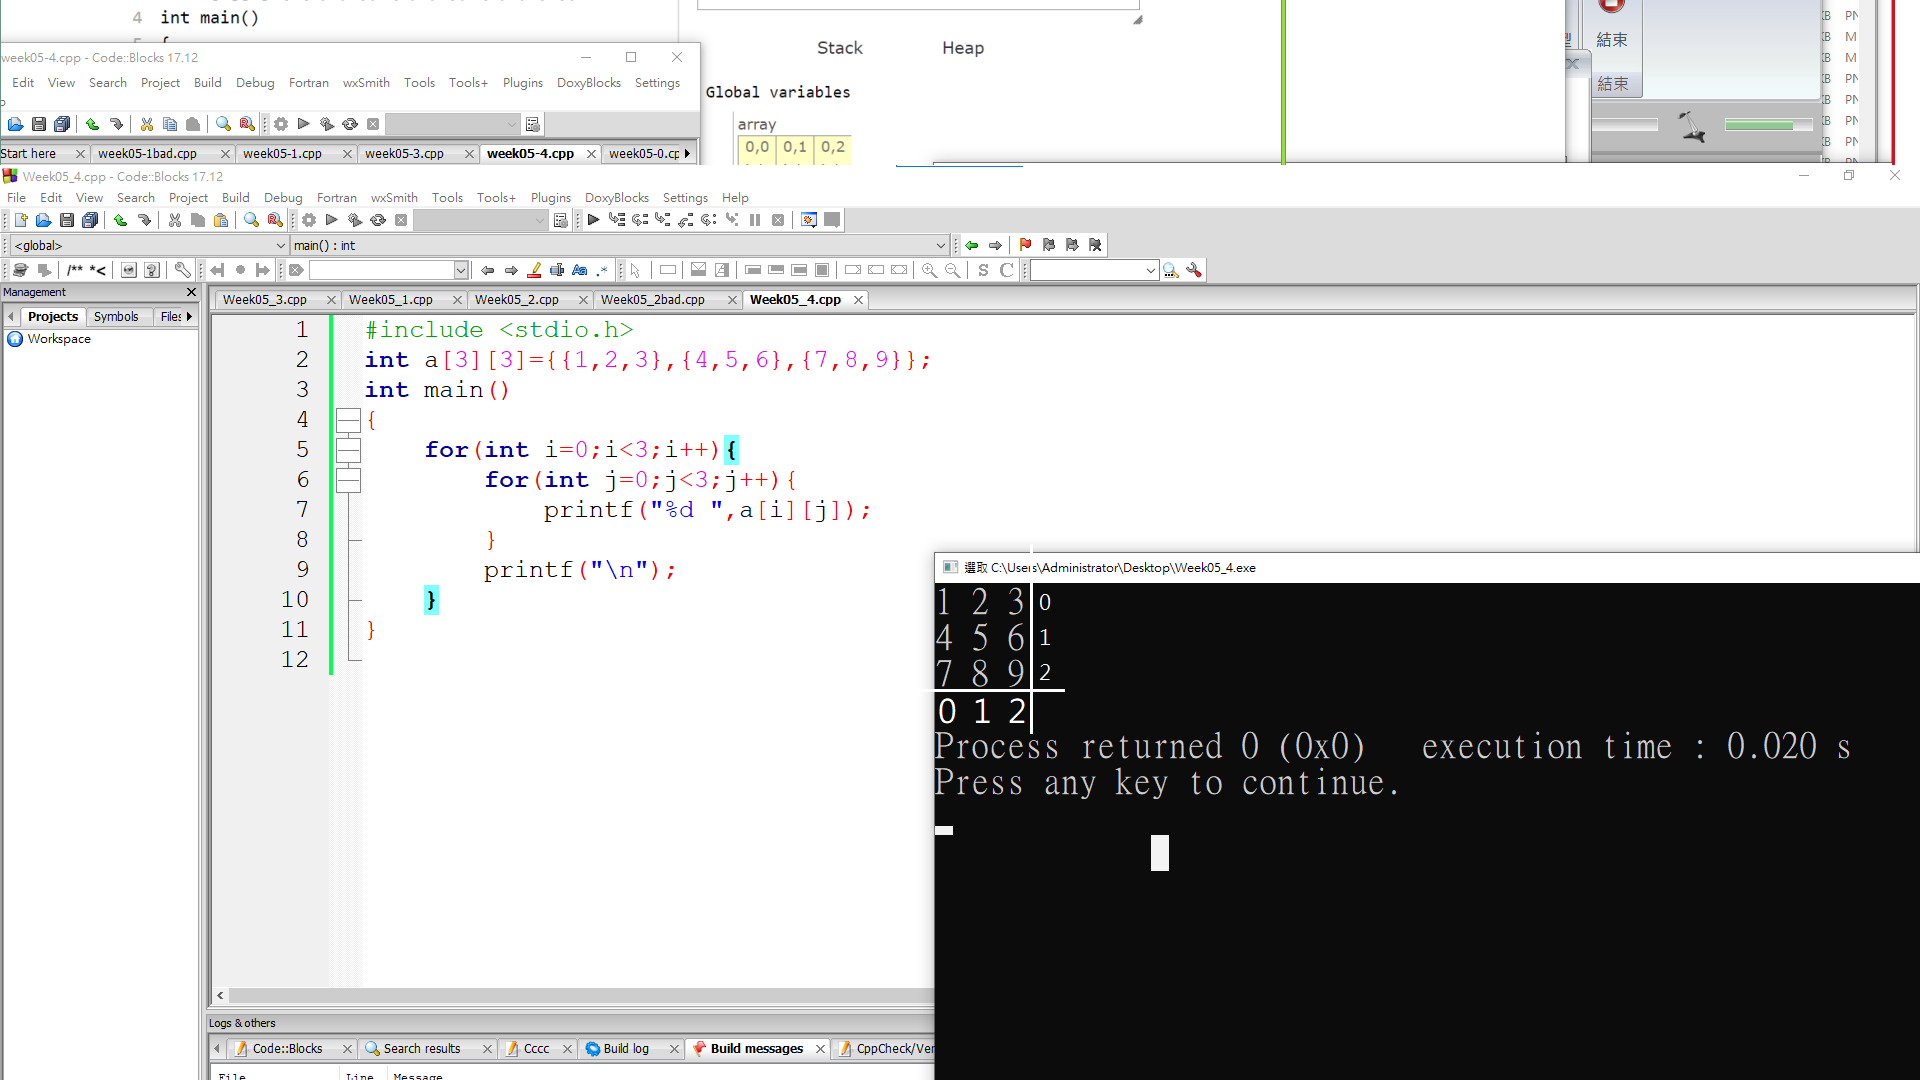 4 int main()
week05-4.cpp - Code::Blocks 17.12
Edit View Search Project Build Debug Fortran wxSmith Tools Tools+ Plugins DoxyBlocks Settings
Start here week05-1bad.cpp week05-1.cpp week05-3.cpp week05-4.cpp week05-0.cp
Stack Heap
Global variables
array
0,0 0,1 0,2
結束
結束
Week05_4.cpp - Code::Blocks 17.12
File Edit View Search Project Build Debug Fortran wxSmith Tools Tools+ Plugins DoxyBlocks Settings Help
<global> main() : int
/** *<
Management
Projects Symbols Files
Workspace
Week05_3.cpp Week05_1.cpp Week05_2.cpp Week05_2bad.cpp Week05_4.cpp
1 #include <stdio.h>
2 int a[3][3]={{1,2,3},{4,5,6},{7,8,9}};
3 int main()
4 {
5 for(int i=0;i<3;i++){
6 for(int j=0;j<3;j++){
7 printf("%d ",a[i][j]);
8 }
9 printf("\n");
10 }
11 }
12
選取 C:\Users\Administrator\Desktop\Week05_4.exe
1 2 3 0
4 5 6 1
7 8 9 2
0 1 2
Process returned 0 (0x0) execution time : 0.020 s
Press any key to continue.
Logs & others
Code::Blocks Search results Cccc Build log Build messages CppCheck/Ver
File Line Message